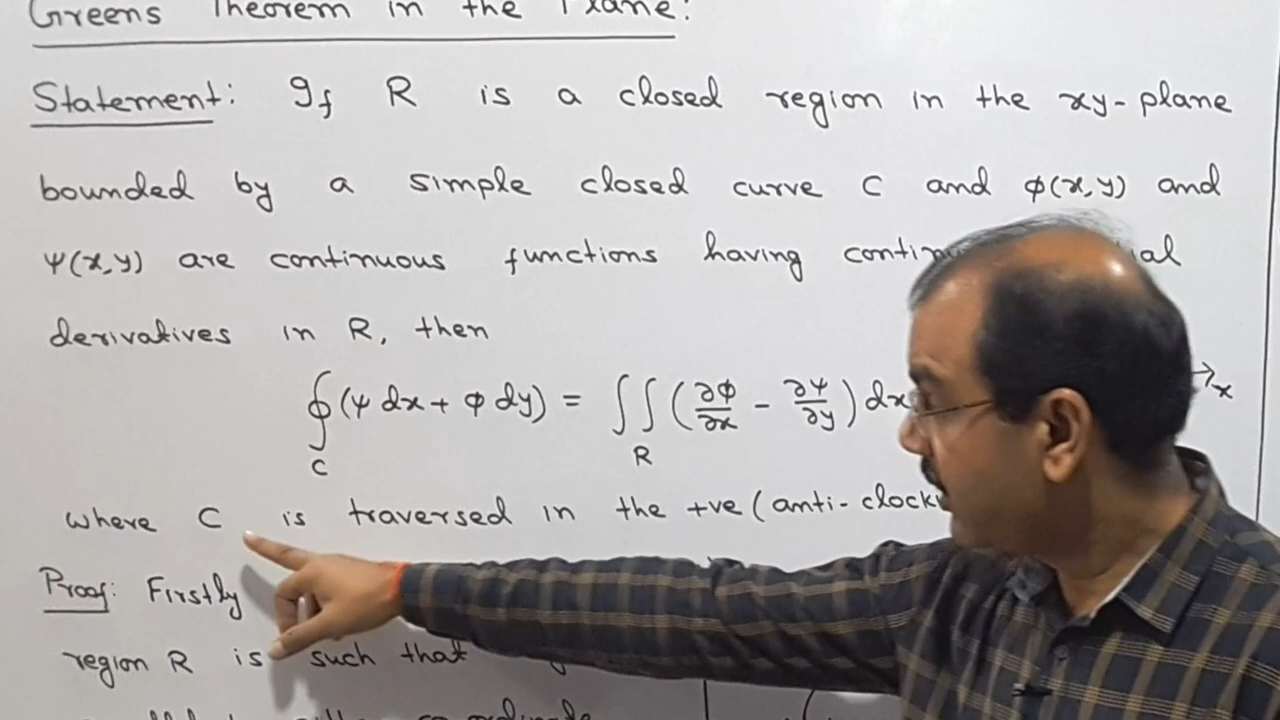 Greens Theorem in the Plane:
Statement: If R is a closed region in the xy-plane
bounded by a simple closed curve C and φ(x,y) and
ψ(x,y) are continuous functions having
derivatives in R, then
∮_C (ψ dx + φ dy) = ∬_R (∂φ/∂x - ∂ψ/∂y) dx
x
where C is traversed in the +ve (anti-clock
Proof: Firstly
region R is such that